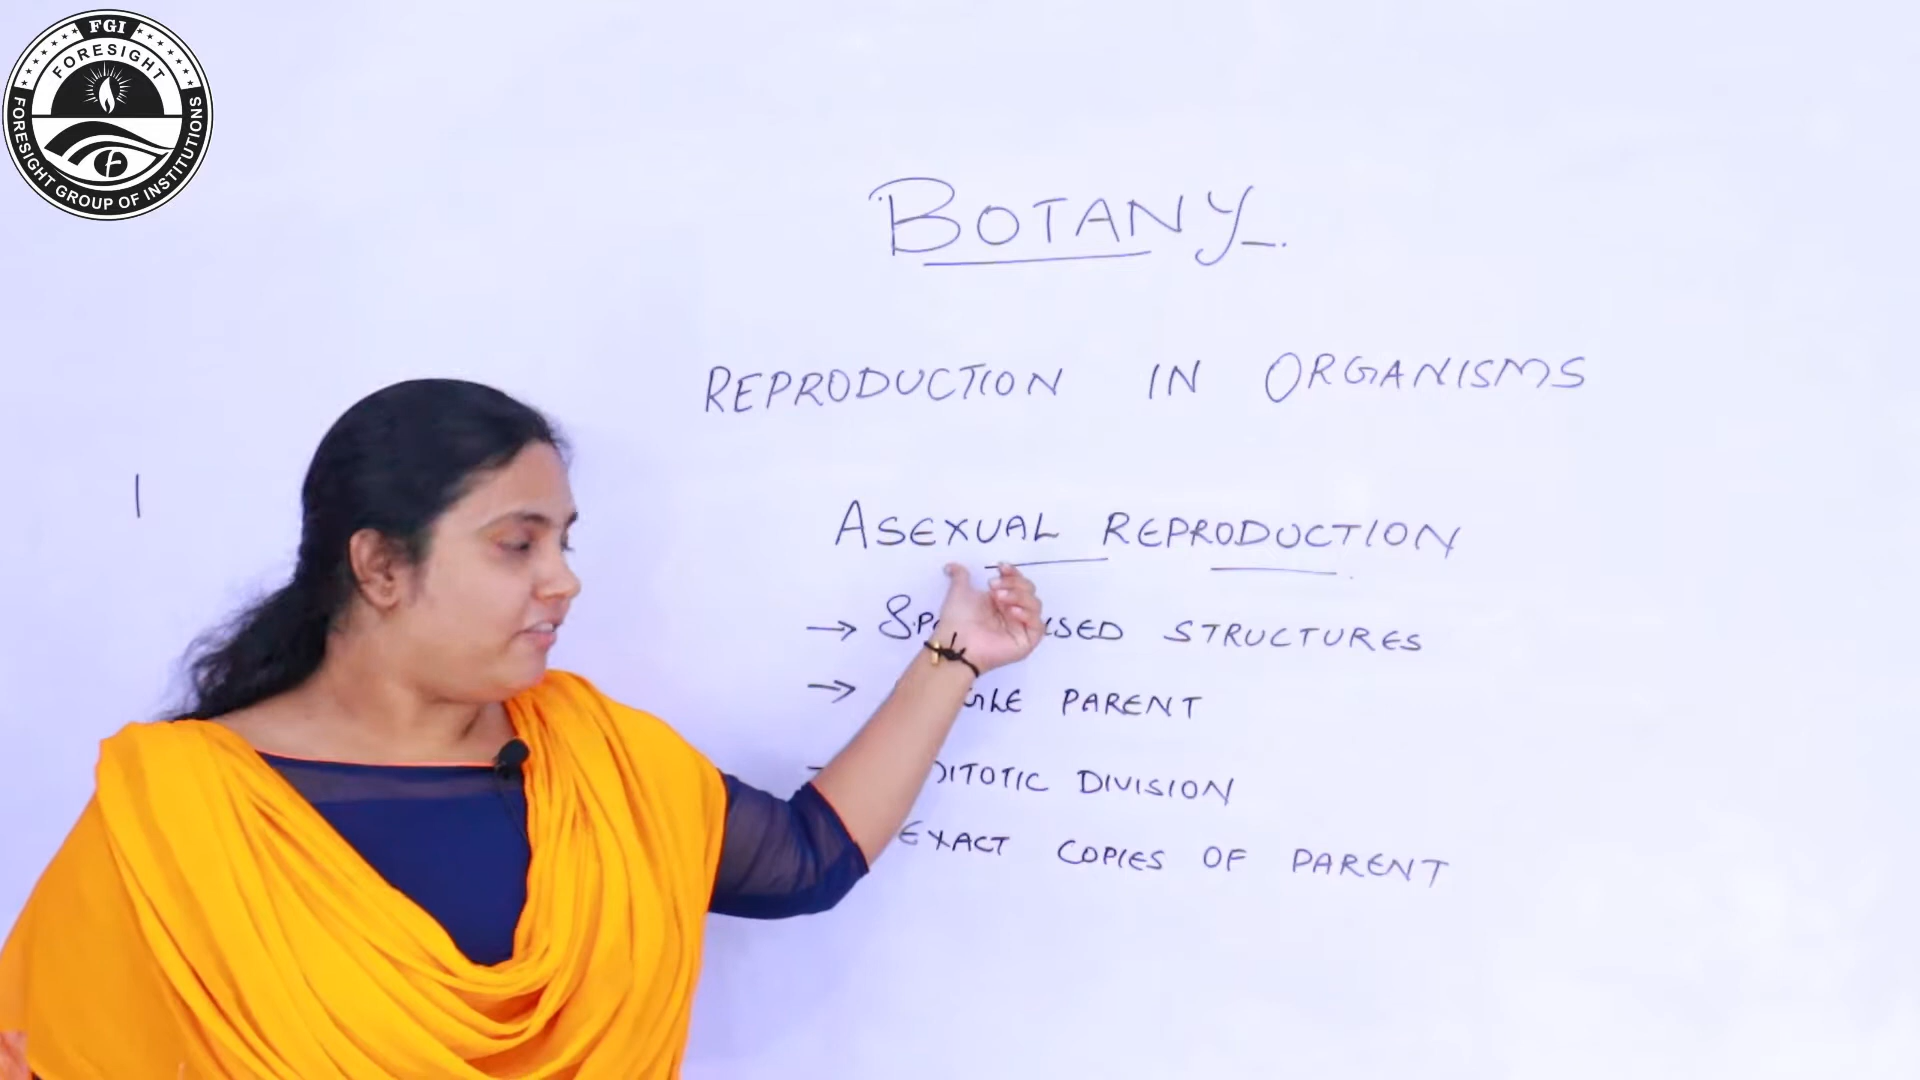 FGI
FORESIGHT
FORESIGHT GROUP OF INSTITUTIONS
BOTANY
REPRODUCTION IN ORGANISMS
ASEXUAL REPRODUCTION
→ STRUCTURES
→ PARENT
DIVISION
EXACT COPIES OF PARENT